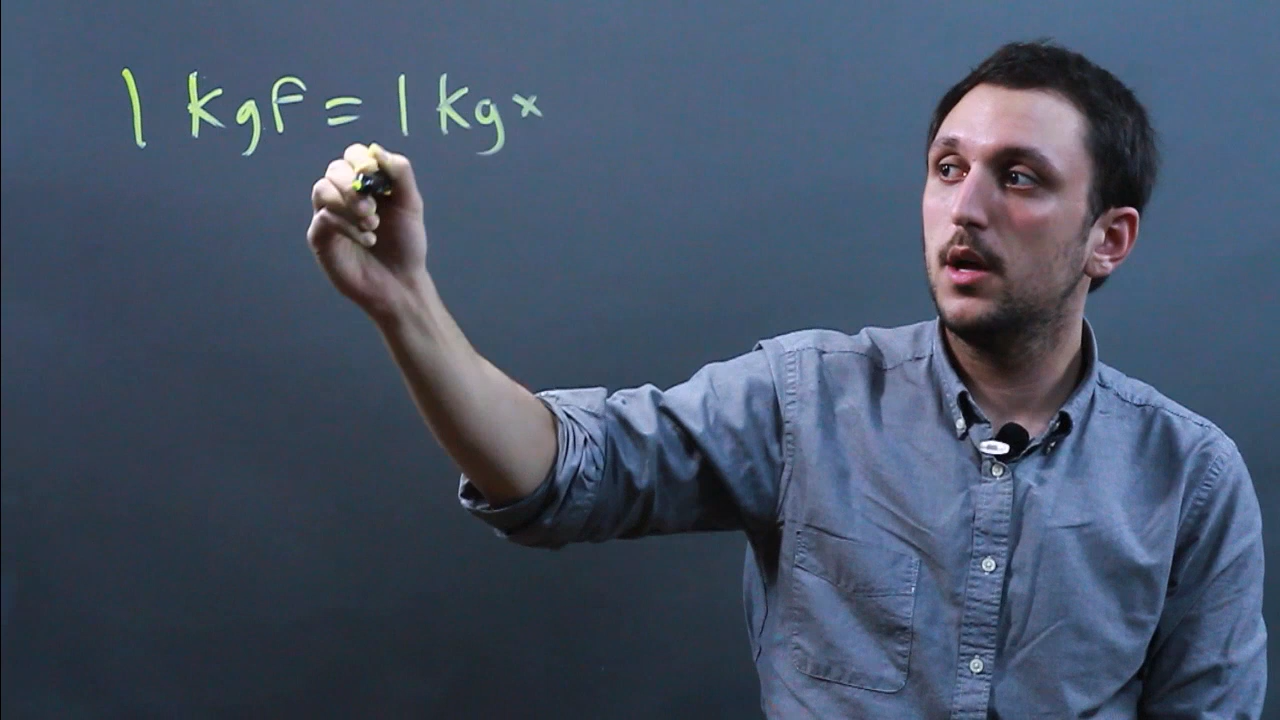 1 kgf = 1 kg ×